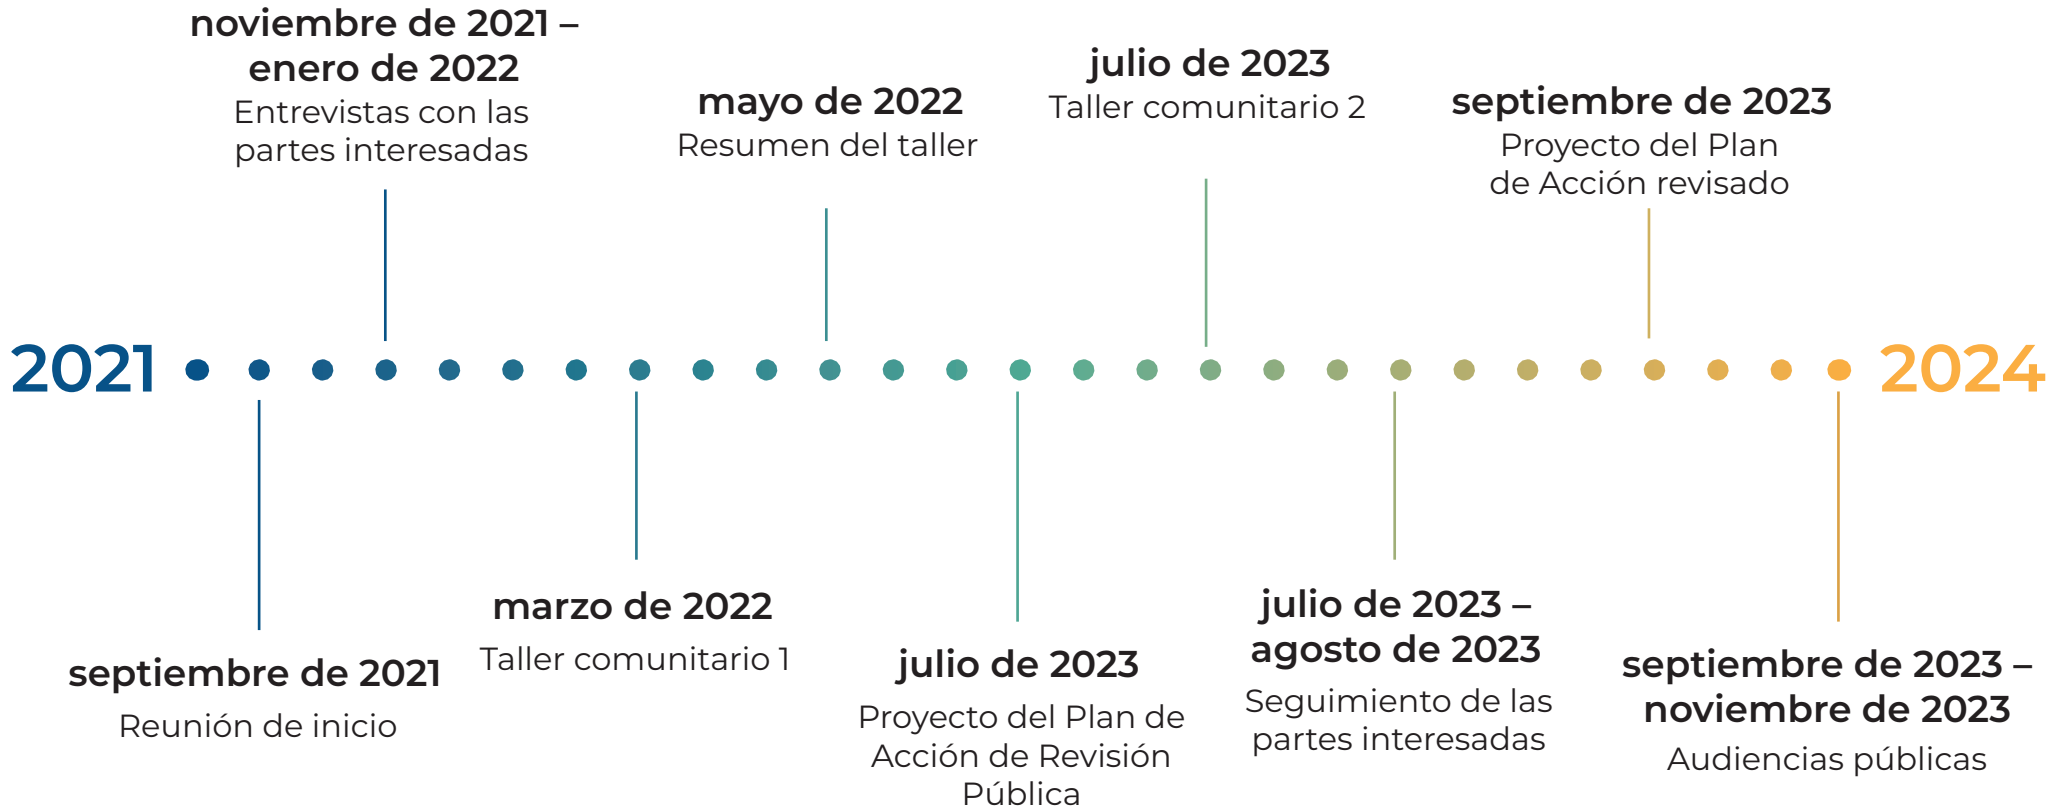 noviembre de 2021 –
enero de 2022
Entrevistas con las
partes interesadas
mayo de 2022
Resumen del taller
julio de 2023
Taller comunitario 2
septiembre de 2023
Proyecto del Plan
de Acción revisado
2021
2024
septiembre de 2021
Reunión de inicio
marzo de 2022
Taller comunitario 1
julio de 2023
Proyecto del Plan de
Acción de Revisión
Pública
julio de 2023 –
agosto de 2023
Seguimiento de las
partes interesadas
septiembre de 2023 –
noviembre de 2023
Audiencias públicas